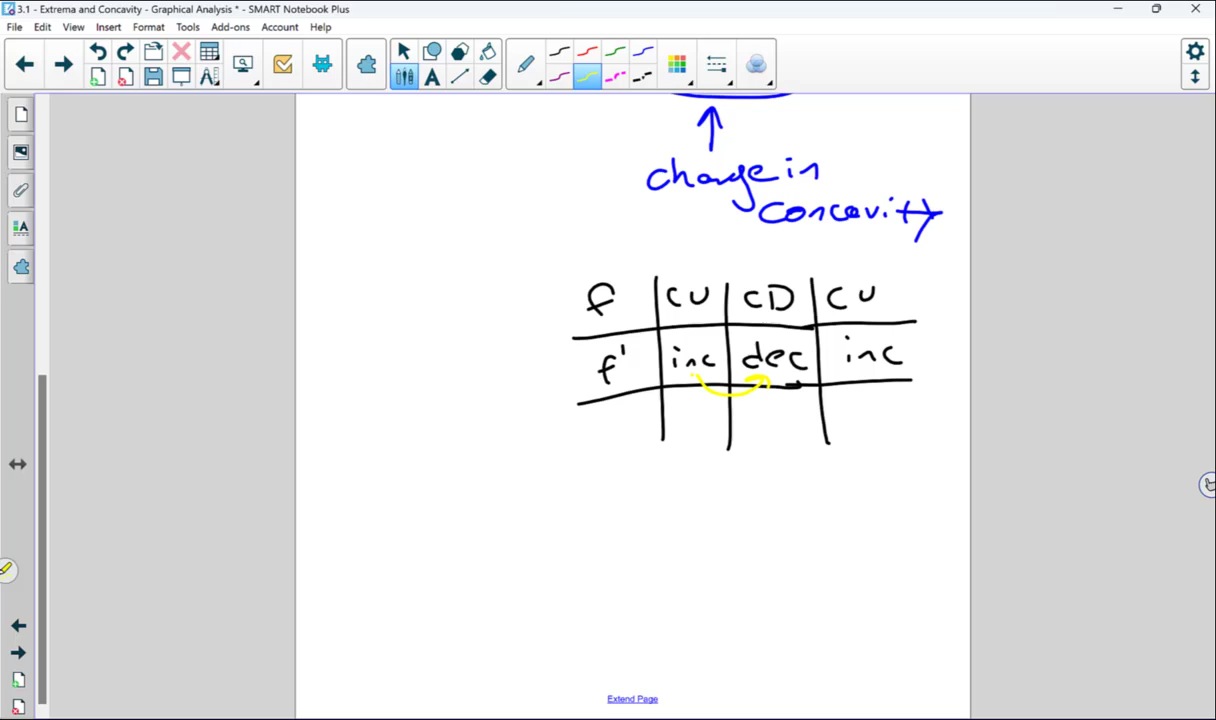 3.1 - Extrema and Concavity - Graphical Analysis * - SMART Notebook Plus
File Edit View Insert Format Tools Add-ons Account Help
change in
concavity
f CU CD CU
f' inc dec inc
Extend Page